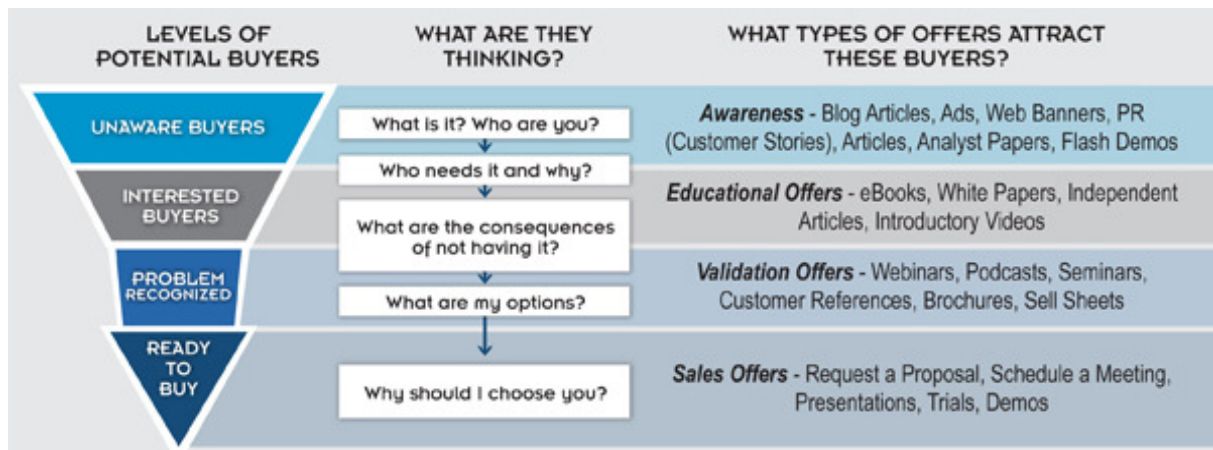 LEVELS OF
POTENTIAL BUYERS
WHAT ARE THEY
THINKING?
WHAT TYPES OF OFFERS ATTRACT
THESE BUYERS?
UNAWARE BUYERS
What is it? Who are you?
Awareness - Blog Articles, Ads, Web Banners, PR
(Customer Stories), Articles, Analyst Papers, Flash Demos
Who needs it and why?
INTERESTED
BUYERS
What are the consequences
of not having it?
Educational Offers - eBooks, White Papers, Independent
Articles, Introductory Videos
PROBLEM
RECOGNIZED
What are my options?
Validation Offers - Webinars, Podcasts, Seminars,
Customer References, Brochures, Sell Sheets
READY
TO
BUY
Why should I choose you?
Sales Offers - Request a Proposal, Schedule a Meeting,
Presentations, Trials, Demos